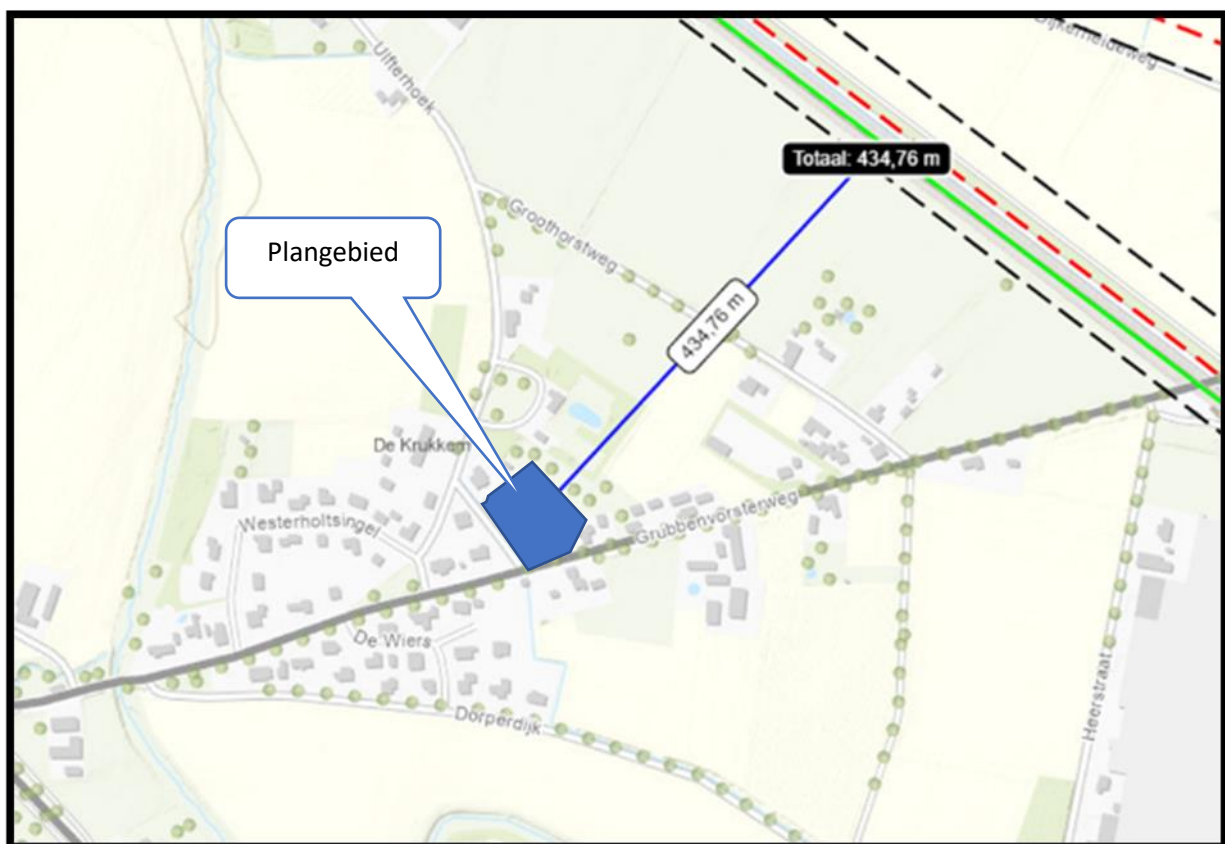 Dijkerheideweg
Ulfterhoek
Totaal: 434,76 m
Groothorstweg
Plangebied
434,76 m
De Krukkem
Westerholtsingel
Grubbenvorsterweg
De Wiers
Heerstraat
Dorperdijk